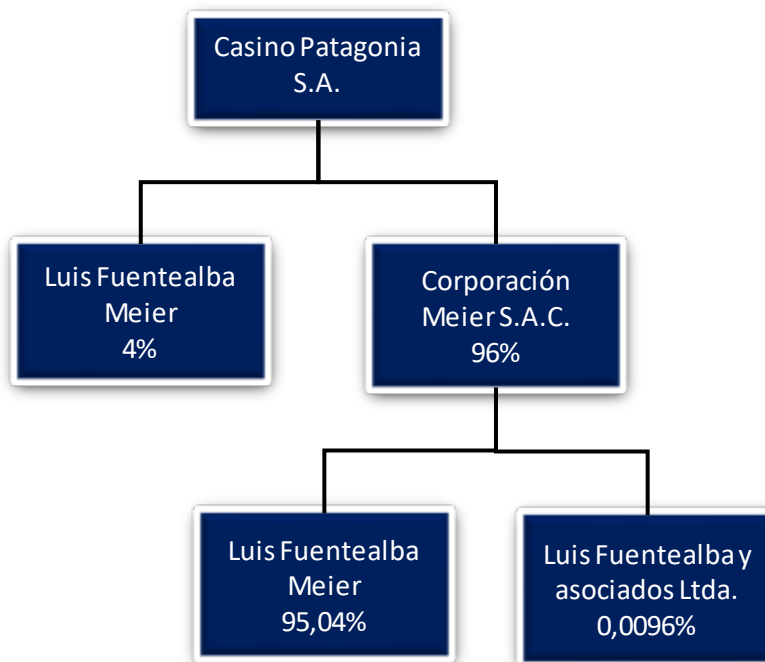 Casino Patagonia
S.A.
Luis Fuentealba
Meier
4%
Corporación
Meier S.A.C.
96%
Luis Fuentealba
Meier
95,04%
Luis Fuentealba y
asociados Ltda.
0,0096%